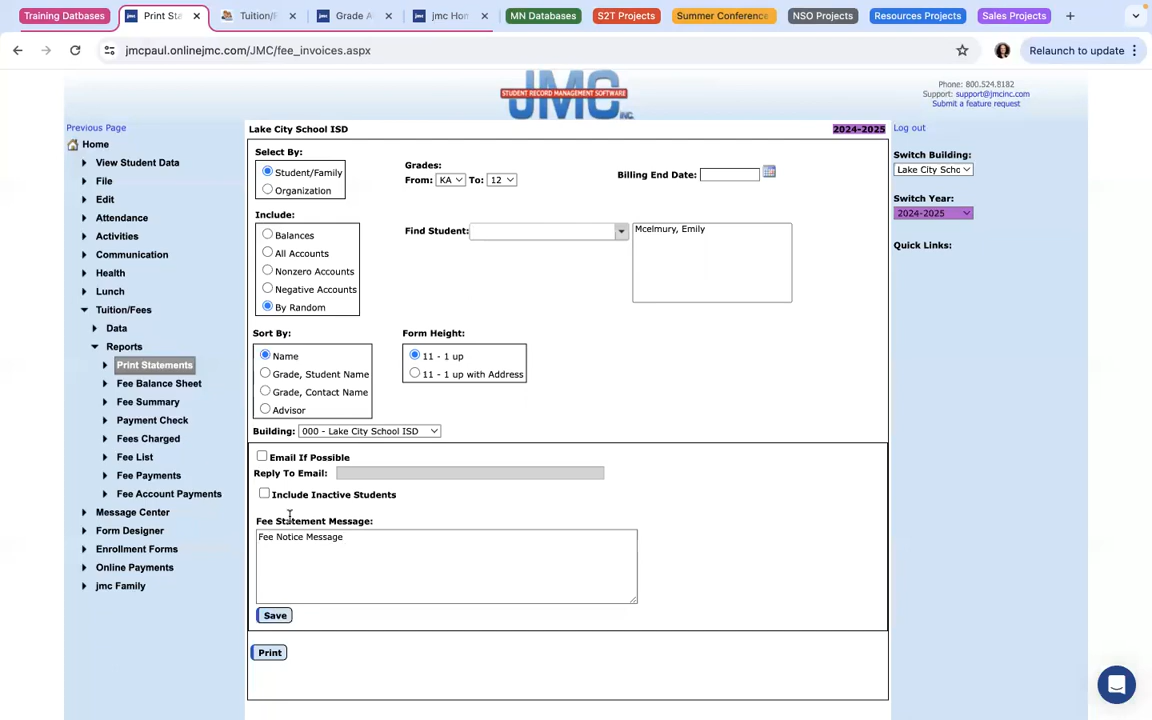 Training Datbases
Print Sta
Tuition/F
Grade A
jmc Hon
MN Databases
S2T Projects
Summer Conference
NSO Projects
Resources Projects
Sales Projects
jmcpaul.onlinejmc.com/JMC/fee_invoices.aspx
Relaunch to update
JMC INC.
STUDENT RECORD MANAGEMENT SOFTWARE
Phone: 800.524.8182
Support: support@jmcinc.com
Submit a feature request
Previous Page
Home
View Student Data
File
Edit
Attendance
Activities
Communication
Health
Lunch
Tuition/Fees
Data
Reports
Print Statements
Fee Balance Sheet
Fee Summary
Payment Check
Fees Charged
Fee List
Fee Payments
Fee Account Payments
Message Center
Form Designer
Enrollment Forms
Online Payments
jmc Family
Lake City School ISD
2024-2025
Select By:
Student/Family
Organization
Grades:
From: KA To: 12
Billing End Date:
Include:
Balances
All Accounts
Nonzero Accounts
Negative Accounts
By Random
Find Student:
Mcelmury, Emily
Sort By:
Name
Grade, Student Name
Grade, Contact Name
Advisor
Form Height:
11 - 1 up
11 - 1 up with Address
Building: 000 - Lake City School ISD
Email If Possible
Reply To Email:
Include Inactive Students
Fee Statement Message:
Fee Notice Message
Save
Print
Log out
Switch Building:
Lake City Scho
Switch Year:
2024-2025
Quick Links: